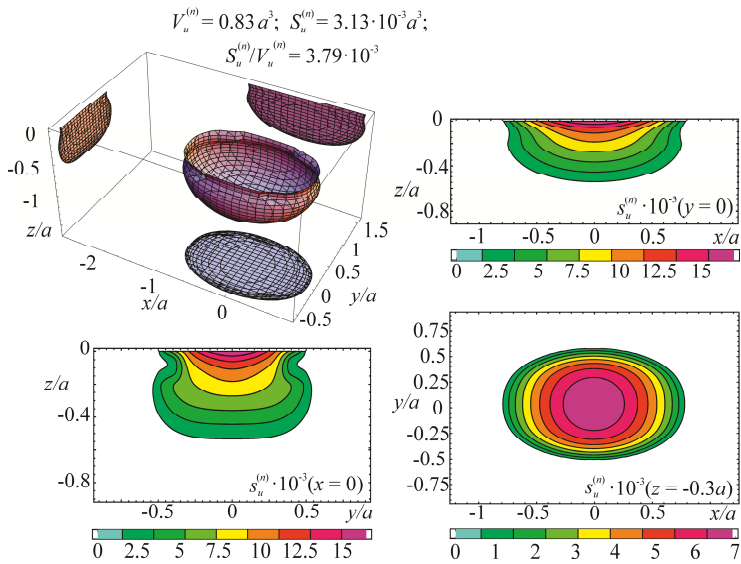 V_u^(n) = 0.83 a³; S_u^(n) = 3.13·10⁻³a³;
S_u^(n)/V_u^(n) = 3.79·10⁻³
0
-0.5
-1
z/a
-2
-1
x/a
0
-0.5
0
0.5
1
1.5
y/a
0
-0.4
-0.8
z/a
s_u^(n)·10⁻³(y = 0)
-1 -0.5 0 0.5 x/a
0 2.5 5 7.5 10 12.5 15
0
z/a
-0.4
-0.8
s_u^(n)·10⁻³(x = 0)
-0.5 0 0.5 y/a
0 2.5 5 7.5 10 12.5 15
0.75
0.5
0.25
y/a
0
-0.25
-0.5
-0.75
s_u^(n)·10⁻³(z = -0.3a)
-1 -0.5 0 0.5 x/a
0 1 2 3 4 5 6 7